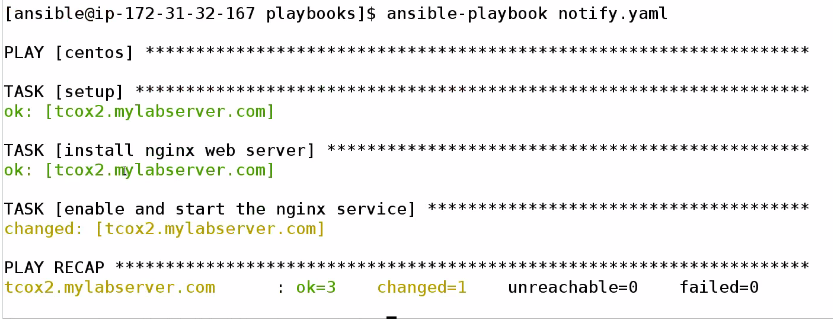 [ansible@ip-172-31-32-167 playbooks]$ ansible-playbook notify.yaml
PLAY [centos] ******************************************************************
TASK [setup] *******************************************************************
ok: [tcox2.mylabserver.com]
TASK [install nginx web server] ************************************************
ok: [tcox2.mylabserver.com]
TASK [enable and start the nginx service] **************************************
changed: [tcox2.mylabserver.com]
PLAY RECAP *********************************************************************
tcox2.mylabserver.com      : ok=3    changed=1    unreachable=0    failed=0